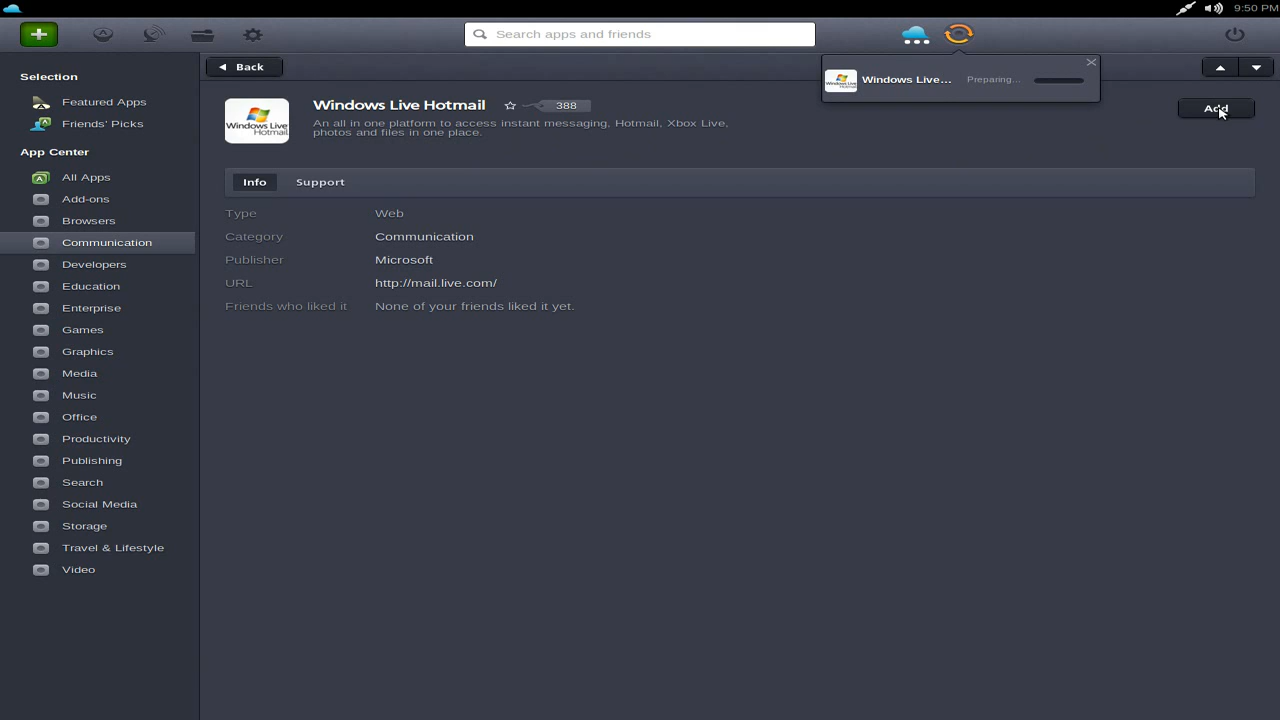 9:50 PM
Search apps and friends
Selection
Featured Apps
Friends' Picks
App Center
All Apps
Add-ons
Browsers
Communication
Developers
Education
Enterprise
Games
Graphics
Media
Music
Office
Productivity
Publishing
Search
Social Media
Storage
Travel & Lifestyle
Video
Back
Windows Live... Preparing...
Windows Live
Hotmail
Windows Live Hotmail 388
An all in one platform to access instant messaging, Hotmail, Xbox Live,
photos and files in one place.
Add
Info Support
Type Web
Category Communication
Publisher Microsoft
URL http://mail.live.com/
Friends who liked it None of your friends liked it yet.